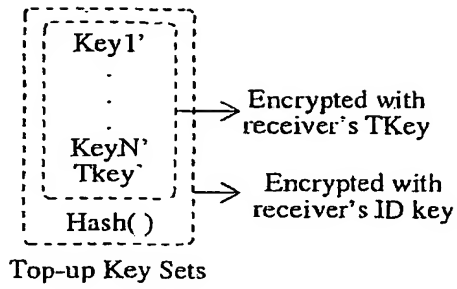 Key1'
.
.
.
KeyN'
Tkey`
Hash( )
Encrypted with
receiver's TKey
Encrypted with
receiver's ID key
Top-up Key Sets